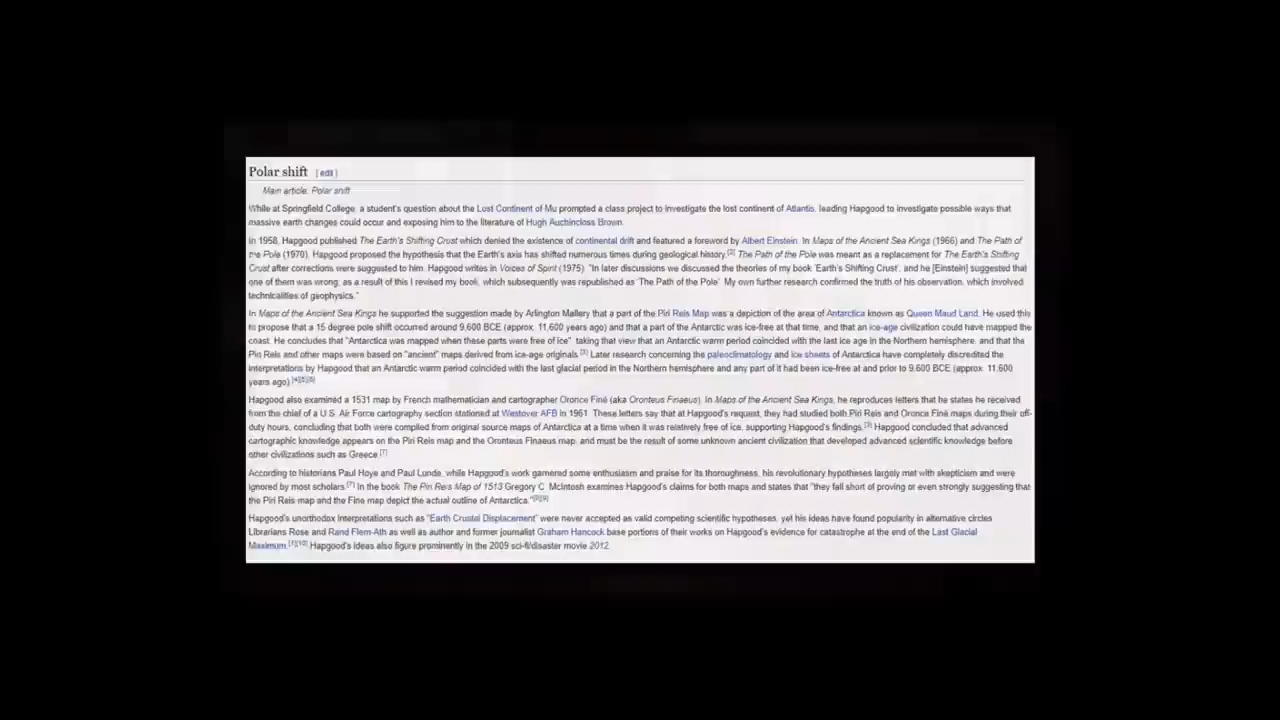 Polar shift [ edit ]
Main article: Polar shift
While at Springfield College, a student's question about the Lost Continent of Mu prompted a class project to investigate the lost continent of Atlantis, leading Hapgood to investigate possible ways that
massive earth changes could occur and exposing him to the literature of Hugh Auchincloss Brown.
In 1958, Hapgood published The Earth's Shifting Crust which denied the existence of continental drift and featured a foreword by Albert Einstein. In Maps of the Ancient Sea Kings (1966) and The Path of
the Pole (1970), Hapgood proposed the hypothesis that the Earth's axis has shifted numerous times during geological history.[2] The Path of the Pole was meant as a replacement for The Earth's Shifting
Crust after corrections were suggested to him. Hapgood writes in Voices of Spirit (1975) "In later discussions we discussed the theories of my book 'Earth's Shifting Crust', and he [Einstein] suggested that
one of them was wrong; as a result of this I revised my book, which subsequently was republished as 'The Path of the Pole' My own further research confirmed the truth of his observation, which involved
technicalities of geophysics."
In Maps of the Ancient Sea Kings he supported the suggestion made by Arlington Mallery that a part of the Piri Reis Map was a depiction of the area of Antarctica known as Queen Maud Land. He used this
to propose that a 15 degree pole shift occurred around 9,600 BCE (approx. 11,600 years ago) and that a part of the Antarctic was ice-free at that time, and that an ice-age civilization could have mapped the
coast. He concludes that "Antarctica was mapped when these parts were free of ice" taking that view that an Antarctic warm period coincided with the last ice age in the Northern hemisphere, and that the
Piri Reis and other maps were based on "ancient" maps derived from ice-age originals.[3] Later research concerning the paleoclimatology and ice sheets of Antarctica have completely discredited the
interpretations by Hapgood that an Antarctic warm period coincided with the last glacial period in the Northern hemisphere and any part of it had been ice-free at and prior to 9,600 BCE (approx. 11,600
years ago).[4][5][6]
Hapgood also examined a 1531 map by French mathematician and cartographer Oronce Finé (aka Oronteus Finaeus). In Maps of the Ancient Sea Kings, he reproduces letters that he states he received
from the chief of a U.S. Air Force cartography section stationed at Westover AFB in 1961. These letters say that at Hapgood's request, they had studied both Piri Reis and Oronce Finé maps during their off-
duty hours, concluding that both were compiled from original source maps of Antarctica at a time when it was relatively free of ice, supporting Hapgood's findings.[3] Hapgood concluded that advanced
cartographic knowledge appears on the Piri Reis map and the Oronteus Finaeus map, and must be the result of some unknown ancient civilization that developed advanced scientific knowledge before
other civilizations such as Greece.[7]
According to historians Paul Hoye and Paul Lunde, while Hapgood's work garnered some enthusiasm and praise for its thoroughness, his revolutionary hypotheses largely met with skepticism and were
ignored by most scholars.[7] In the book The Piri Reis Map of 1513 Gregory C. McIntosh examines Hapgood's claims for both maps and states that "they fall short of proving or even strongly suggesting that
the Piri Reis map and the Fine map depict the actual outline of Antarctica."[8][9]
Hapgood's unorthodox interpretations such as "Earth Crustal Displacement" were never accepted as valid competing scientific hypotheses, yet his ideas have found popularity in alternative circles
Librarians Rose and Rand Flem-Ath as well as author and former journalist Graham Hancock base portions of their works on Hapgood's evidence for catastrophe at the end of the Last Glacial
Maximum.[7][10] Hapgood's ideas also figure prominently in the 2009 sci-fi/disaster movie 2012.